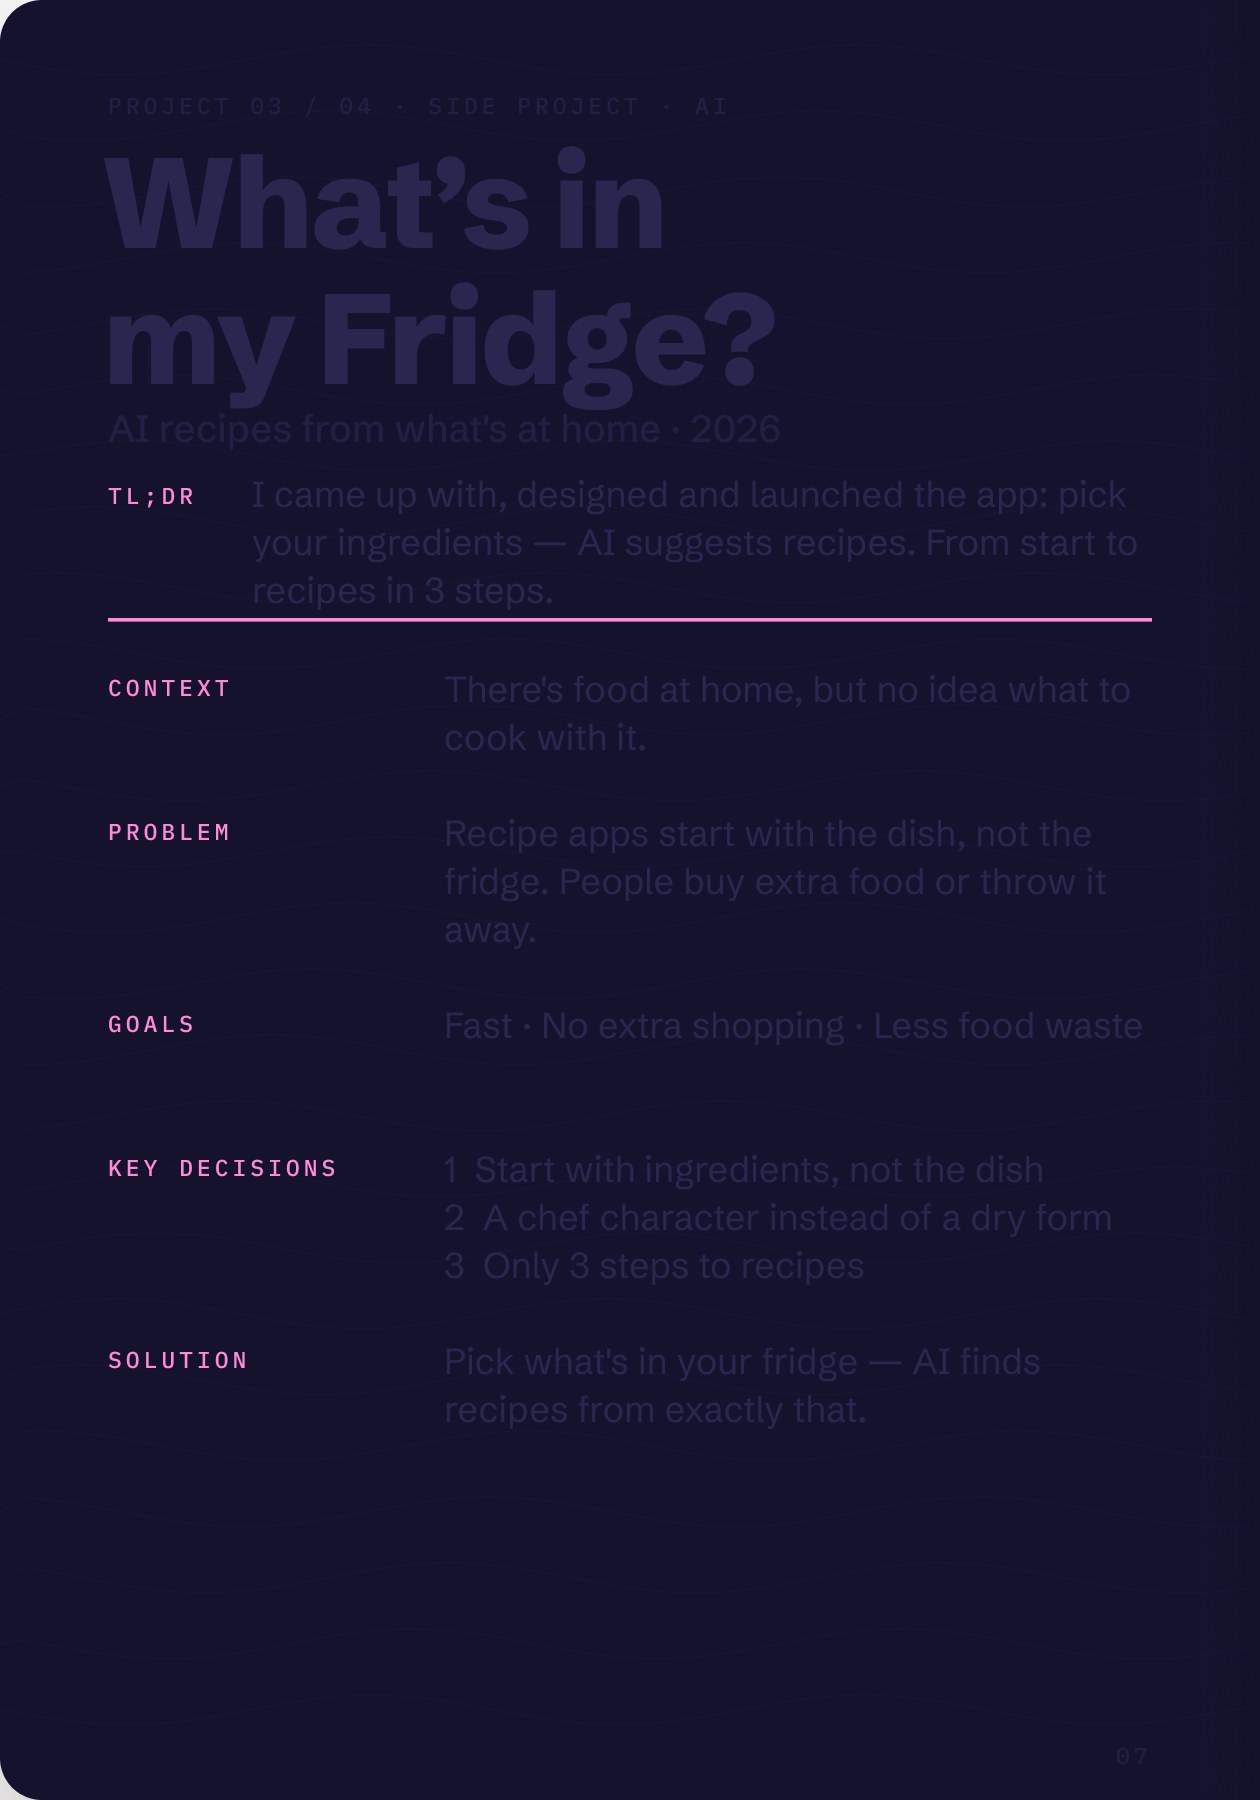 PROJECT 03 / 04 · SIDE PROJECT · AI
What’s in
my Fridge?
AI recipes from what's at home · 2026
TL;DR
I came up with, designed and launched the app: pick
your ingredients — AI suggests recipes. From start to
recipes in 3 steps.
CONTEXT
There's food at home, but no idea what to
cook with it.
PROBLEM
Recipe apps start with the dish, not the
fridge. People buy extra food or throw it
away.
GOALS
Fast · No extra shopping · Less food waste
KEY DECISIONS
1 Start with ingredients, not the dish
2 A chef character instead of a dry form
3 Only 3 steps to recipes
SOLUTION
Pick what's in your fridge — AI finds
recipes from exactly that.
07